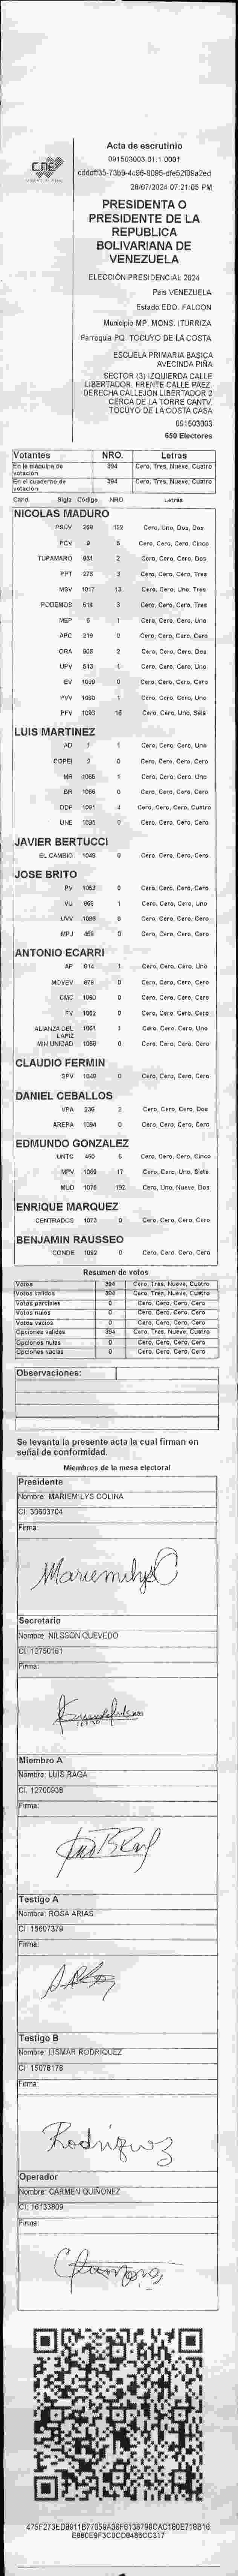 CNE
Acta de escrutinio
091503003.01.1.0001
28/07/2024 07:21:05 PM
PRESIDENTA O
PRESIDENTE DE LA
REPUBLICA
BOLIVARIANA DE
VENEZUELA
ELECCIÓN PRESIDENCIAL 2024
Pais VENEZUELA
Estado EDO. FALCON
Municipio MP. MONS. ITURRIZA
Parroquia PQ. TOCUYO DE LA COSTA
ESCUELA PRIMARIA BASICA
AVECINDA PIÑA
SECTOR (3) IZQUIERDA CALLE
LIBERTADOR. FRENTE CALLE PAEZ.
DERECHA CALLEJON LIBERTADOR 2
CERCA DE LA TORRE CANTV.
TOCUYO DE LA COSTA CASA
091503003
650 Electores
Votantes NRO. Letras
En la máquina de votación 394 Cero, Tres, Nueve, Cuatro
En el cuaderno de votación 394 Cero, Tres, Nueve, Cuatro
Cand. Sigla Código NRO Letras
NICOLAS MADURO
PSUV 269 122 Cero, Uno, Dos, Dos
PCV 9 5 Cero, Cero, Cero, Cinco
TUPAMARO 931 2 Cero, Cero, Cero, Dos
PPT 275 3 Cero, Cero, Cero, Tres
MSV 1017 13 Cero, Cero, Uno, Tres
PODEMOS 614 3 Cero, Cero, Cero, Tres
MEP 6 1 Cero, Cero, Cero, Uno
APC 219 0 Cero, Cero, Cero, Cero
ORA 908 2 Cero, Cero, Cero, Dos
UPV 513 1 Cero, Cero, Cero, Uno
EV 1099 0 Cero, Cero, Cero, Cero
PVV 1090 1 Cero, Cero, Cero, Uno
PFV 1093 16 Cero, Cero, Uno, Seis
LUIS MARTINEZ
AD 1 1 Cero, Cero, Cero, Uno
COPEI 2 0 Cero, Cero, Cero, Cero
MR 1065 1 Cero, Cero, Cero, Uno
BR 1066 0 Cero, Cero, Cero, Cero
DDP 1091 4 Cero, Cero, Cero, Cuatro
UNE 1095 0 Cero, Cero, Cero, Cero
JAVIER BERTUCCI
EL CAMBIO 1049 0 Cero, Cero, Cero, Cero
JOSE BRITO
PV 1053 0 Cero, Cero, Cero, Cero
VU 868 1 Cero, Cero, Cero, Uno
UVV 1096 0 Cero, Cero, Cero, Cero
MPJ 458 0 Cero, Cero, Cero, Cero
ANTONIO ECARRI
AP 914 1 Cero, Cero, Cero, Uno
MOVEV 676 0 Cero, Cero, Cero, Cero
CMC 1060 0 Cero, Cero, Cero, Cero
FV 1062 0 Cero, Cero, Cero, Cero
ALIANZA DEL LAPIZ 1061 1 Cero, Cero, Cero, Uno
MIN UNIDAD 1068 0 Cero, Cero, Cero, Cero
CLAUDIO FERMIN
SPV 1049 0 Cero, Cero, Cero, Cero
DANIEL CEBALLOS
VPA 236 2 Cero, Cero, Cero, Dos
AREPA 1094 0 Cero, Cero, Cero, Cero
EDMUNDO GONZALEZ
UNTC 460 5 Cero, Cero, Cero, Cinco
MPV 1059 17 Cero, Cero, Uno, Siete
MUD 1076 192 Cero, Uno, Nueve, Dos
ENRIQUE MARQUEZ
CENTRADOS 1073 0 Cero, Cero, Cero, Cero
BENJAMIN RAUSSEO
CONDE 1092 0 Cero, Cero, Cero, Cero
Resumen de votos
Votos 394 Cero, Tres, Nueve, Cuatro
Votos validos 394 Cero, Tres, Nueve, Cuatro
Votos parciales 0 Cero, Cero, Cero, Cero
Votos nulos 0 Cero, Cero, Cero, Cero
Votos vacios 0 Cero, Cero, Cero, Cero
Opciones validas 394 Cero, Tres, Nueve, Cuatro
Opciones nulas 0 Cero, Cero, Cero, Cero
Opciones vacias 0 Cero, Cero, Cero, Cero
Observaciones:
Se levanta la presente acta la cual firman en
señal de conformidad.
Miembros de la mesa electoral
Presidente
Nombre: MARIEMILYS COLINA
CI: 30603704
Firma:
Mariemilys C
Secretario
Nombre: NILSSON QUEVEDO
CI: 12750181
Firma:
Miembro A
Nombre: LUIS RAGA
CI: 12700938
Firma:
Testigo A
Nombre: ROSA ARIAS
CI: 15607379
Firma:
Testigo B
Nombre: LISMAR RODRIQUEZ
CI: 15078178
Firma:
Rodriguez
Operador
Nombre: CARMEN QUIÑONEZ
CI: 16133809
Firma: